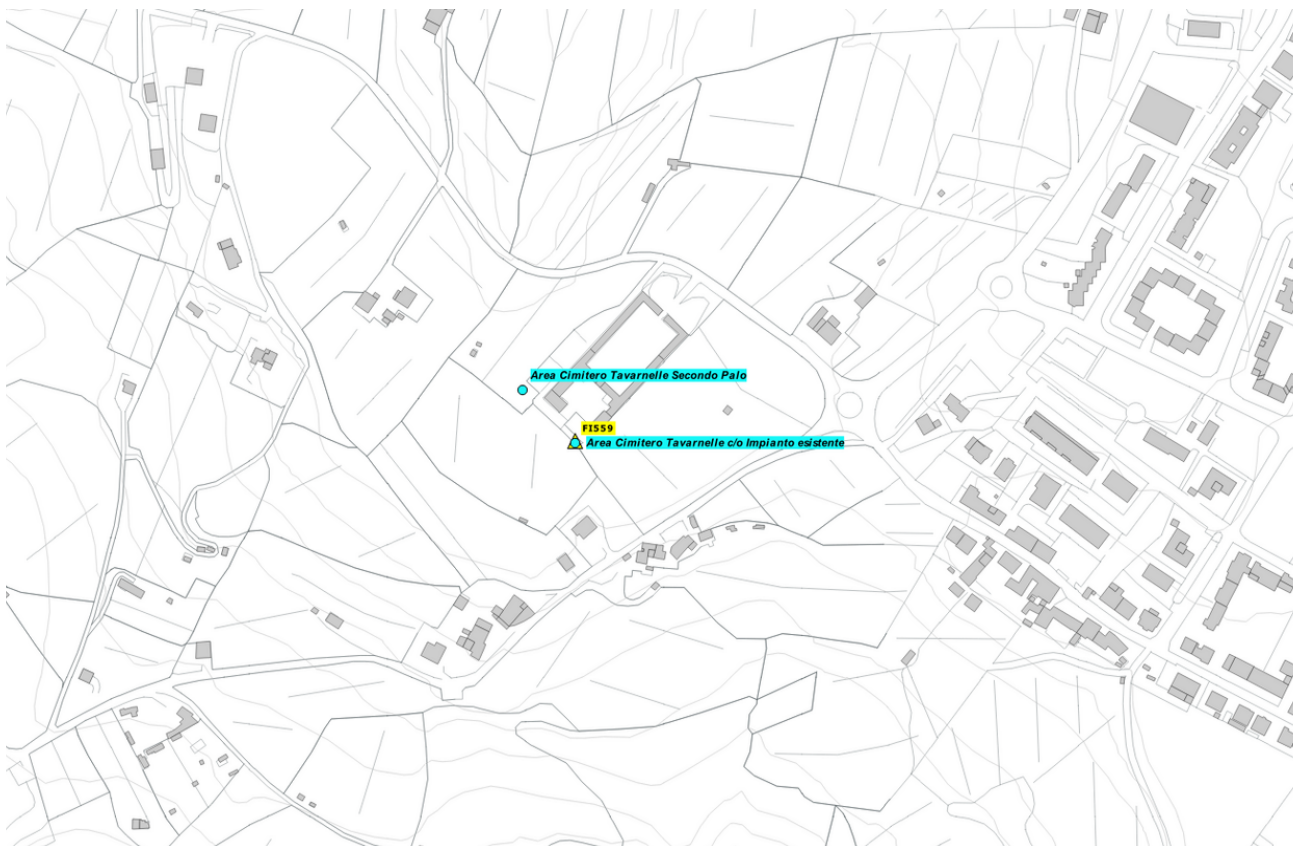 Area Cimitero Tavarnelle Secondo Palo
FI559
Area Cimitero Tavarnelle c/o Impianto esistente